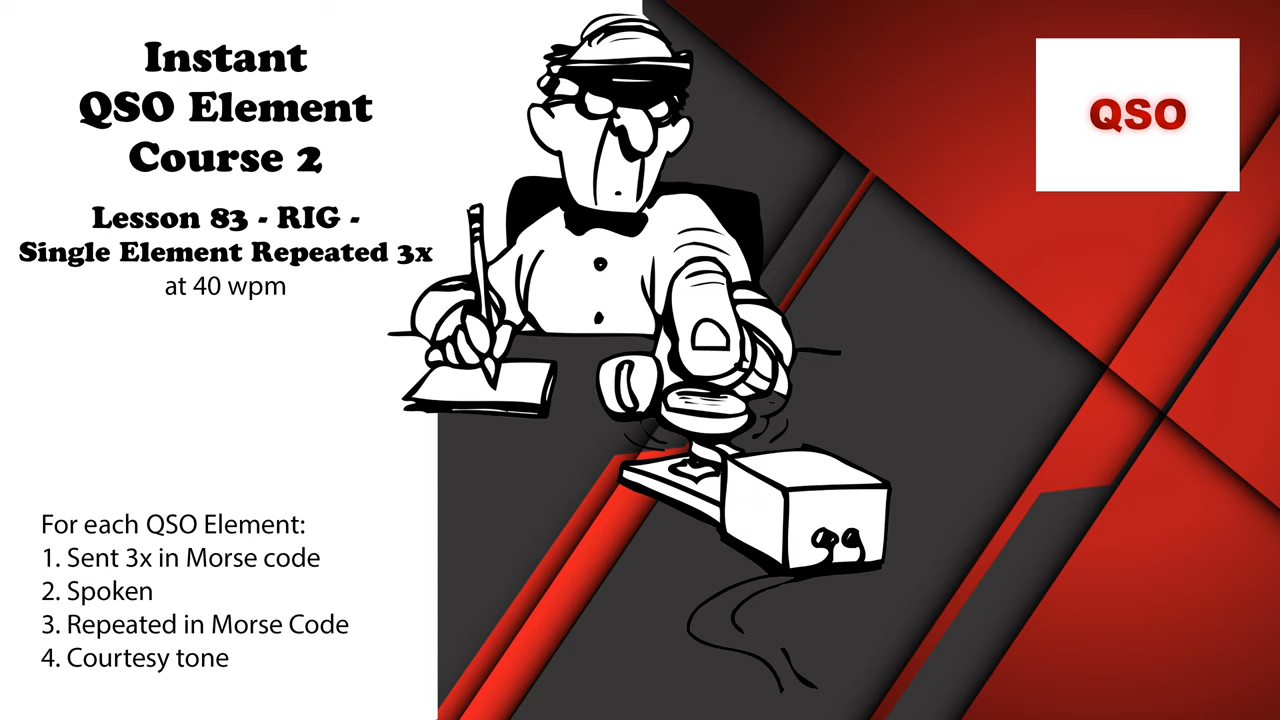 Instant
QSO Element
Course 2
Lesson 83 - RIG -
Single Element Repeated 3x
at 40 wpm
QSO
For each QSO Element:
1. Sent 3x in Morse code
2. Spoken
3. Repeated in Morse Code
4. Courtesy tone